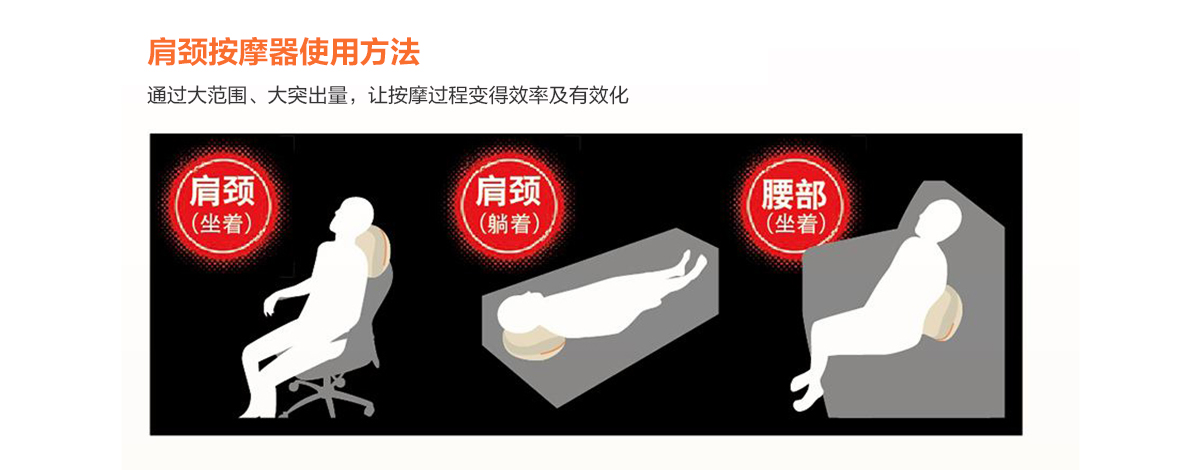 肩颈按摩器使用方法
通过大范围、大突出量，让按摩过程变得效率及有效化
肩颈
（坐着）
肩颈
（躺着）
腰部
（坐着）